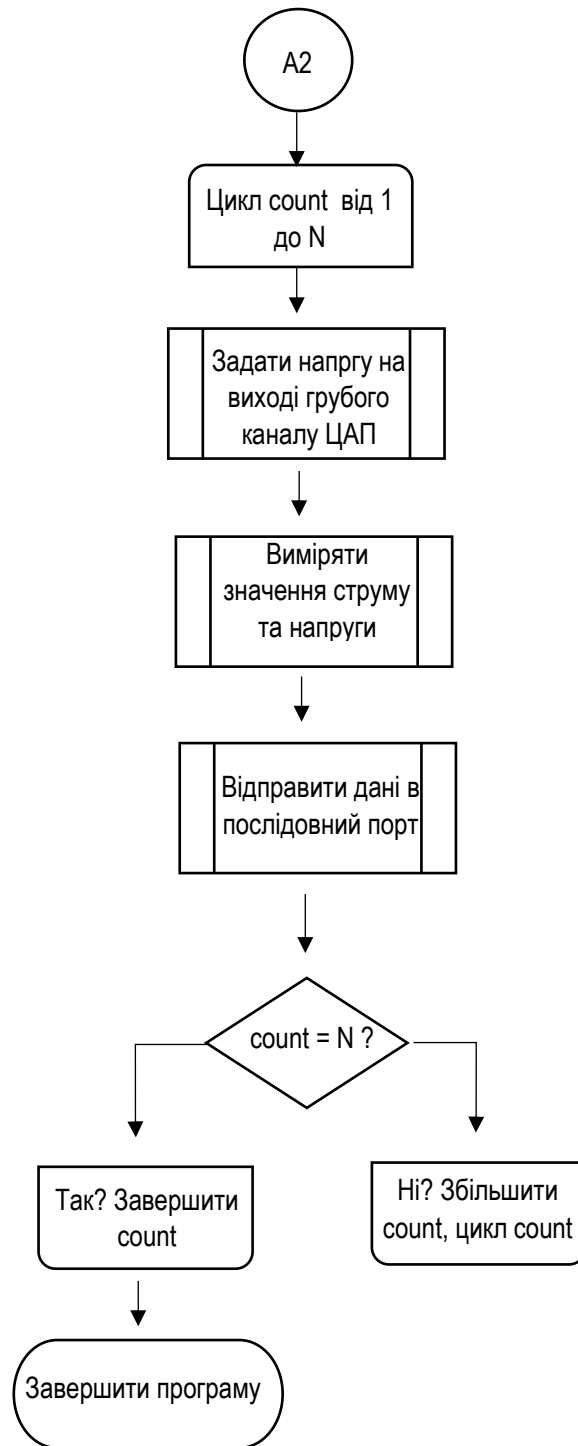 A2
Цикл count від 1
до N
Задати напргу на
виході грубого
каналу ЦАП
Виміряти
значення струму
та напруги
Відправити дані в
послідовний порт
count = N ?
Так? Завершити
count
Ні? Збільшити
count, цикл count
Завершити програму